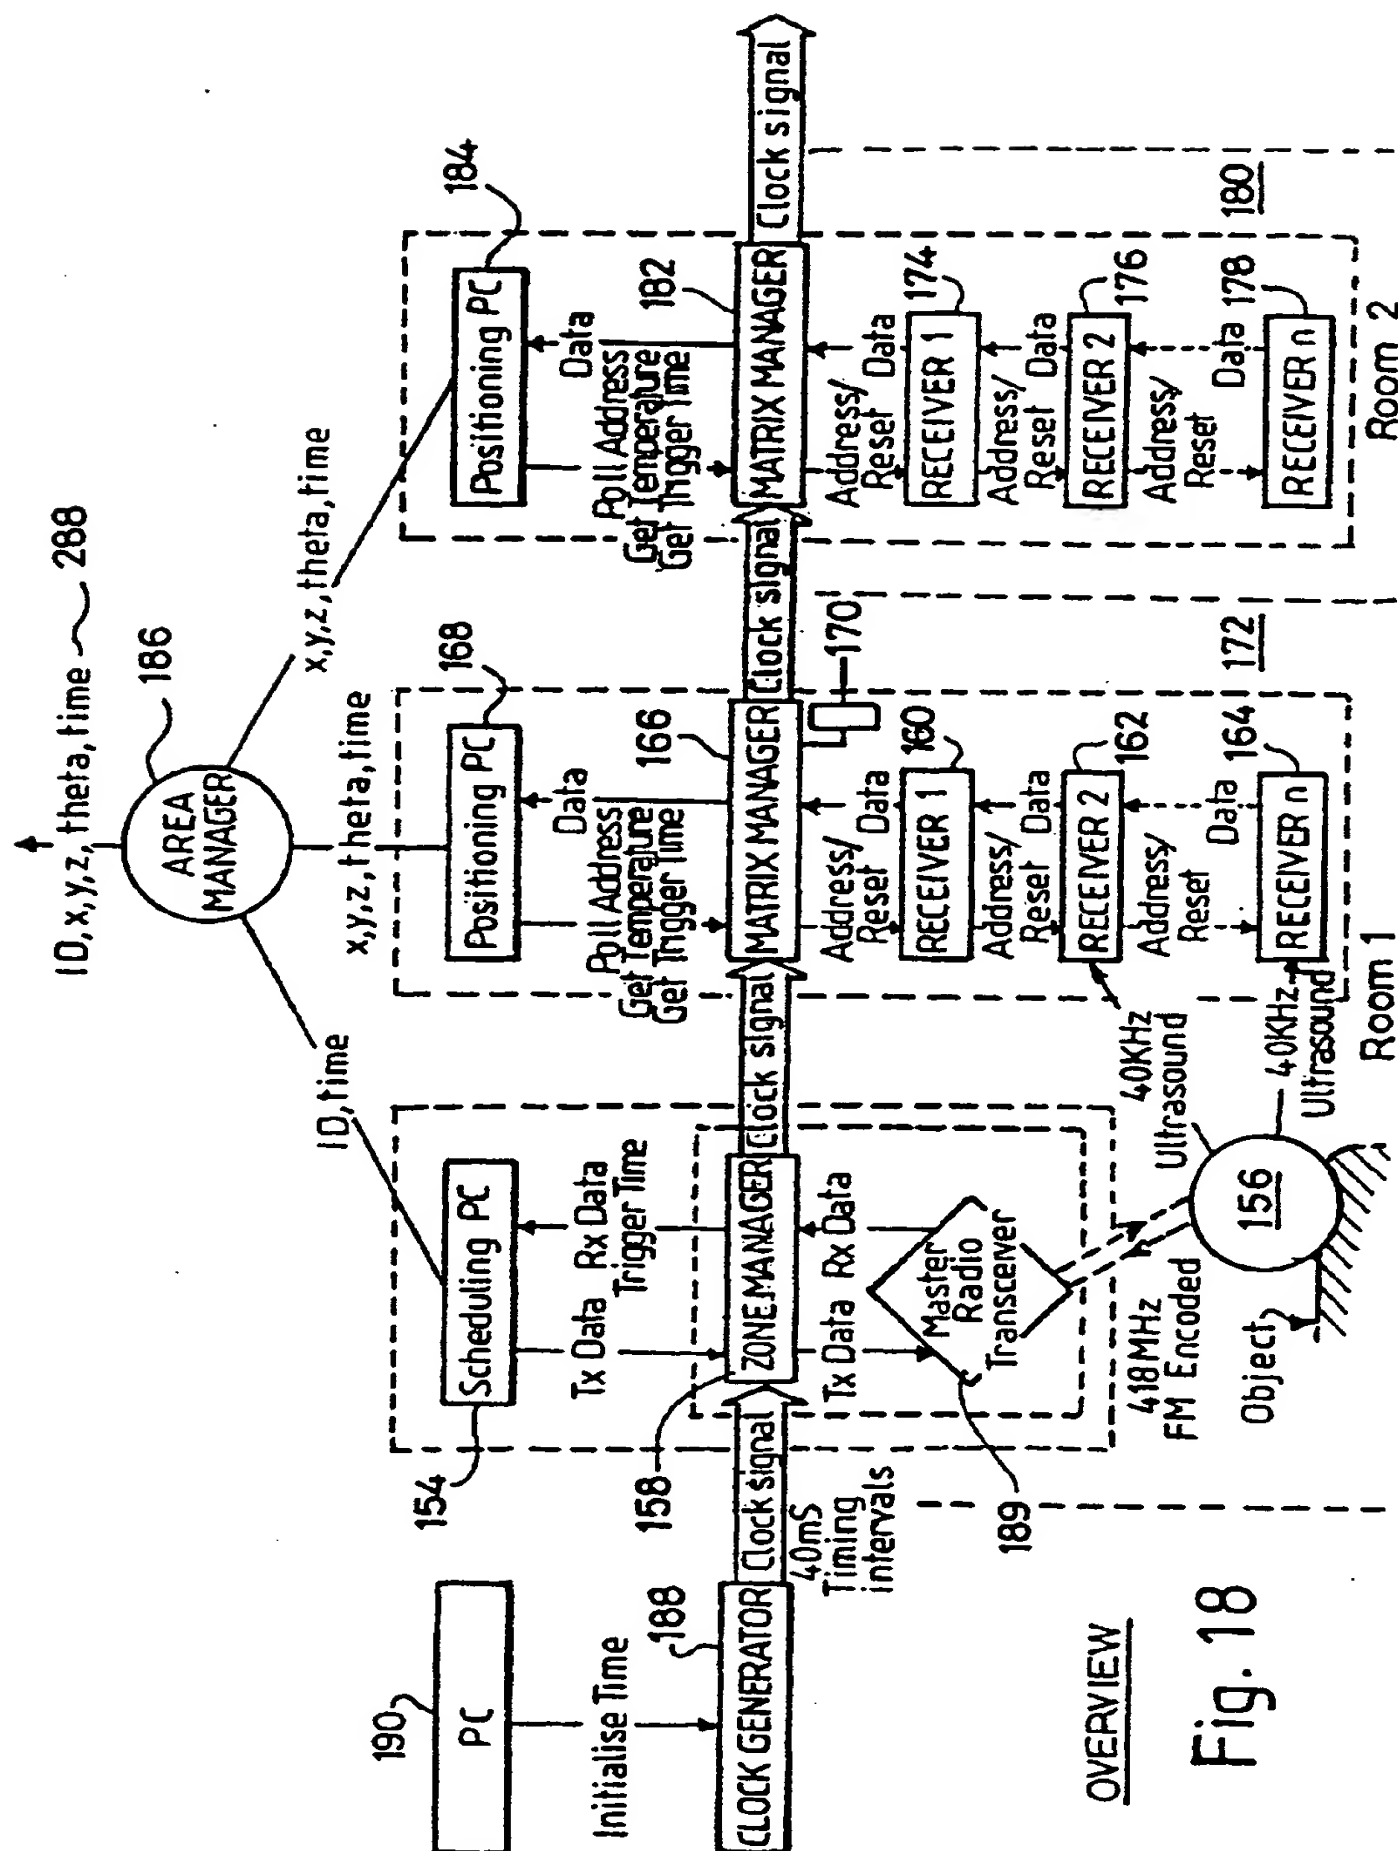 ID,x,y,z,theta,time
288
AREA
MANAGER
186
ID,time
x,y,z,theta,time
x,y,z,theta,time
190
PC
Initialise Time
188
CLOCK GENERATOR
Clock signal
40mS
Timing
intervals
154
Scheduling PC
Tx Data
Rx Data
Trigger Time
158
ZONE MANAGER
Clock signal
Tx Data
Rx Data
Master
Radio
Transceiver
189
418MHz
FM Encoded
Object
156
40KHz
Ultrasound
40KHz
Ultrasound
168
Positioning PC
Poll Address
Get Temperature
Get Trigger Time
Data
166
MATRIX MANAGER
Clock signal
170
Address/
Reset
Data
160
RECEIVER 1
Address/
Reset
Data
162
RECEIVER 2
Address/
Reset
Data
164
RECEIVER n
172
Room 1
184
Positioning PC
Poll Address
Get Temperature
Get Trigger Time
Data
182
MATRIX MANAGER
Clock signal
Address/
Reset
Data
174
RECEIVER 1
Address/
Reset
Data
176
RECEIVER 2
Address/
Reset
Data
178
RECEIVER n
180
Room 2
OVERVIEW
Fig. 18